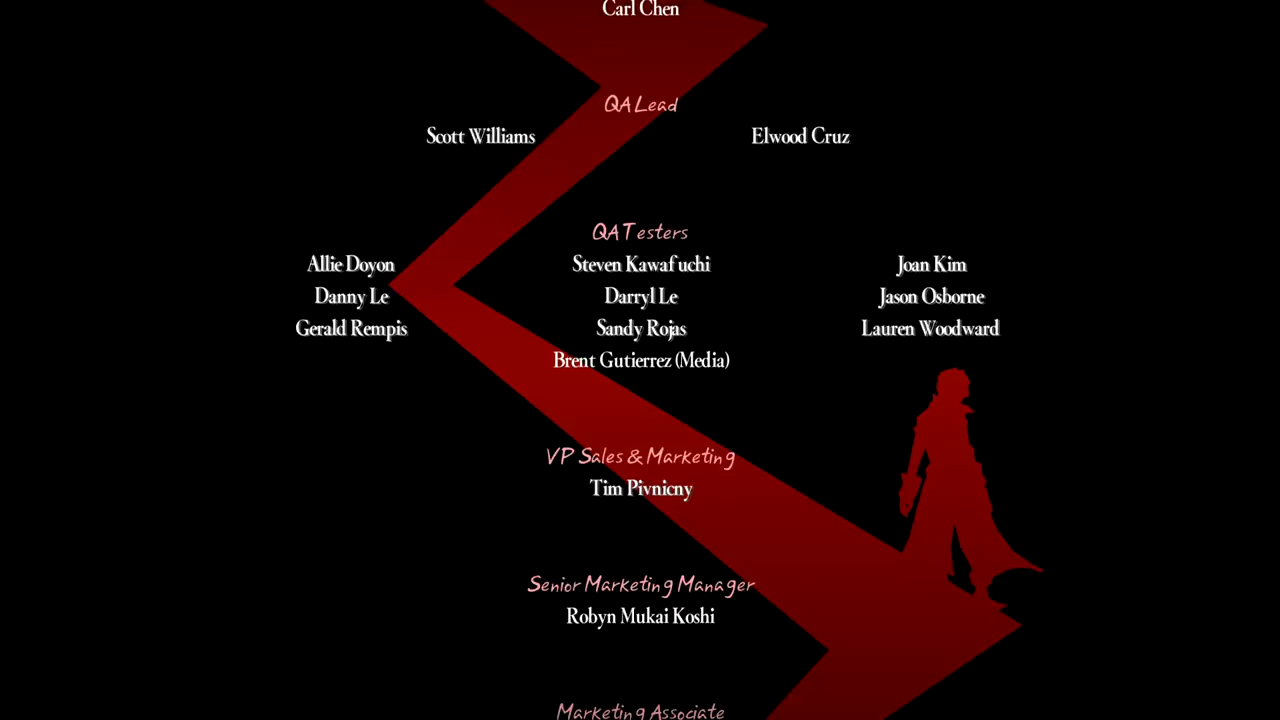 Carl Chen
QA Lead
Scott Williams Elwood Cruz
QA Testers
Allie Doyon Steven Kawafuchi Joan Kim
Danny Le Darryl Le Jason Osborne
Gerald Rempis Sandy Rojas Lauren Woodward
Brent Gutierrez (Media)
VP Sales & Marketing
Tim Pivnicny
Senior Marketing Manager
Robyn Mukai Koshi
Marketing Associate